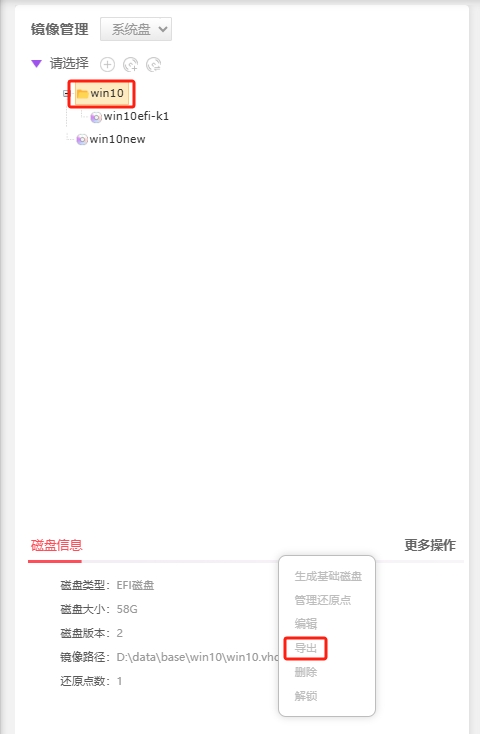 镜像管理 系统盘
请选择
win10
win10efi-k1
win10new
磁盘信息 更多操作
磁盘类型: EFI磁盘
磁盘大小: 58G
磁盘版本: 2
镜像路径: D:\data\base\win10\win10.vhd
还原点数: 1
生成基础磁盘
管理还原点
编辑
导出
删除
解锁